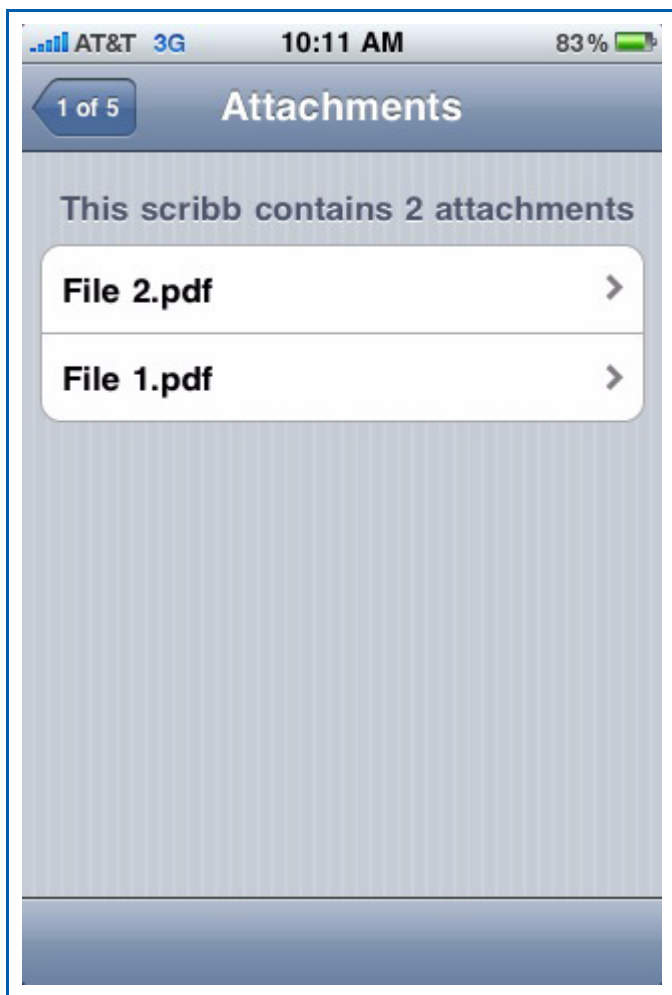 AT&T 3G 10:11 AM 83%
1 of 5 Attachments
This scribb contains 2 attachments
File 2.pdf
File 1.pdf